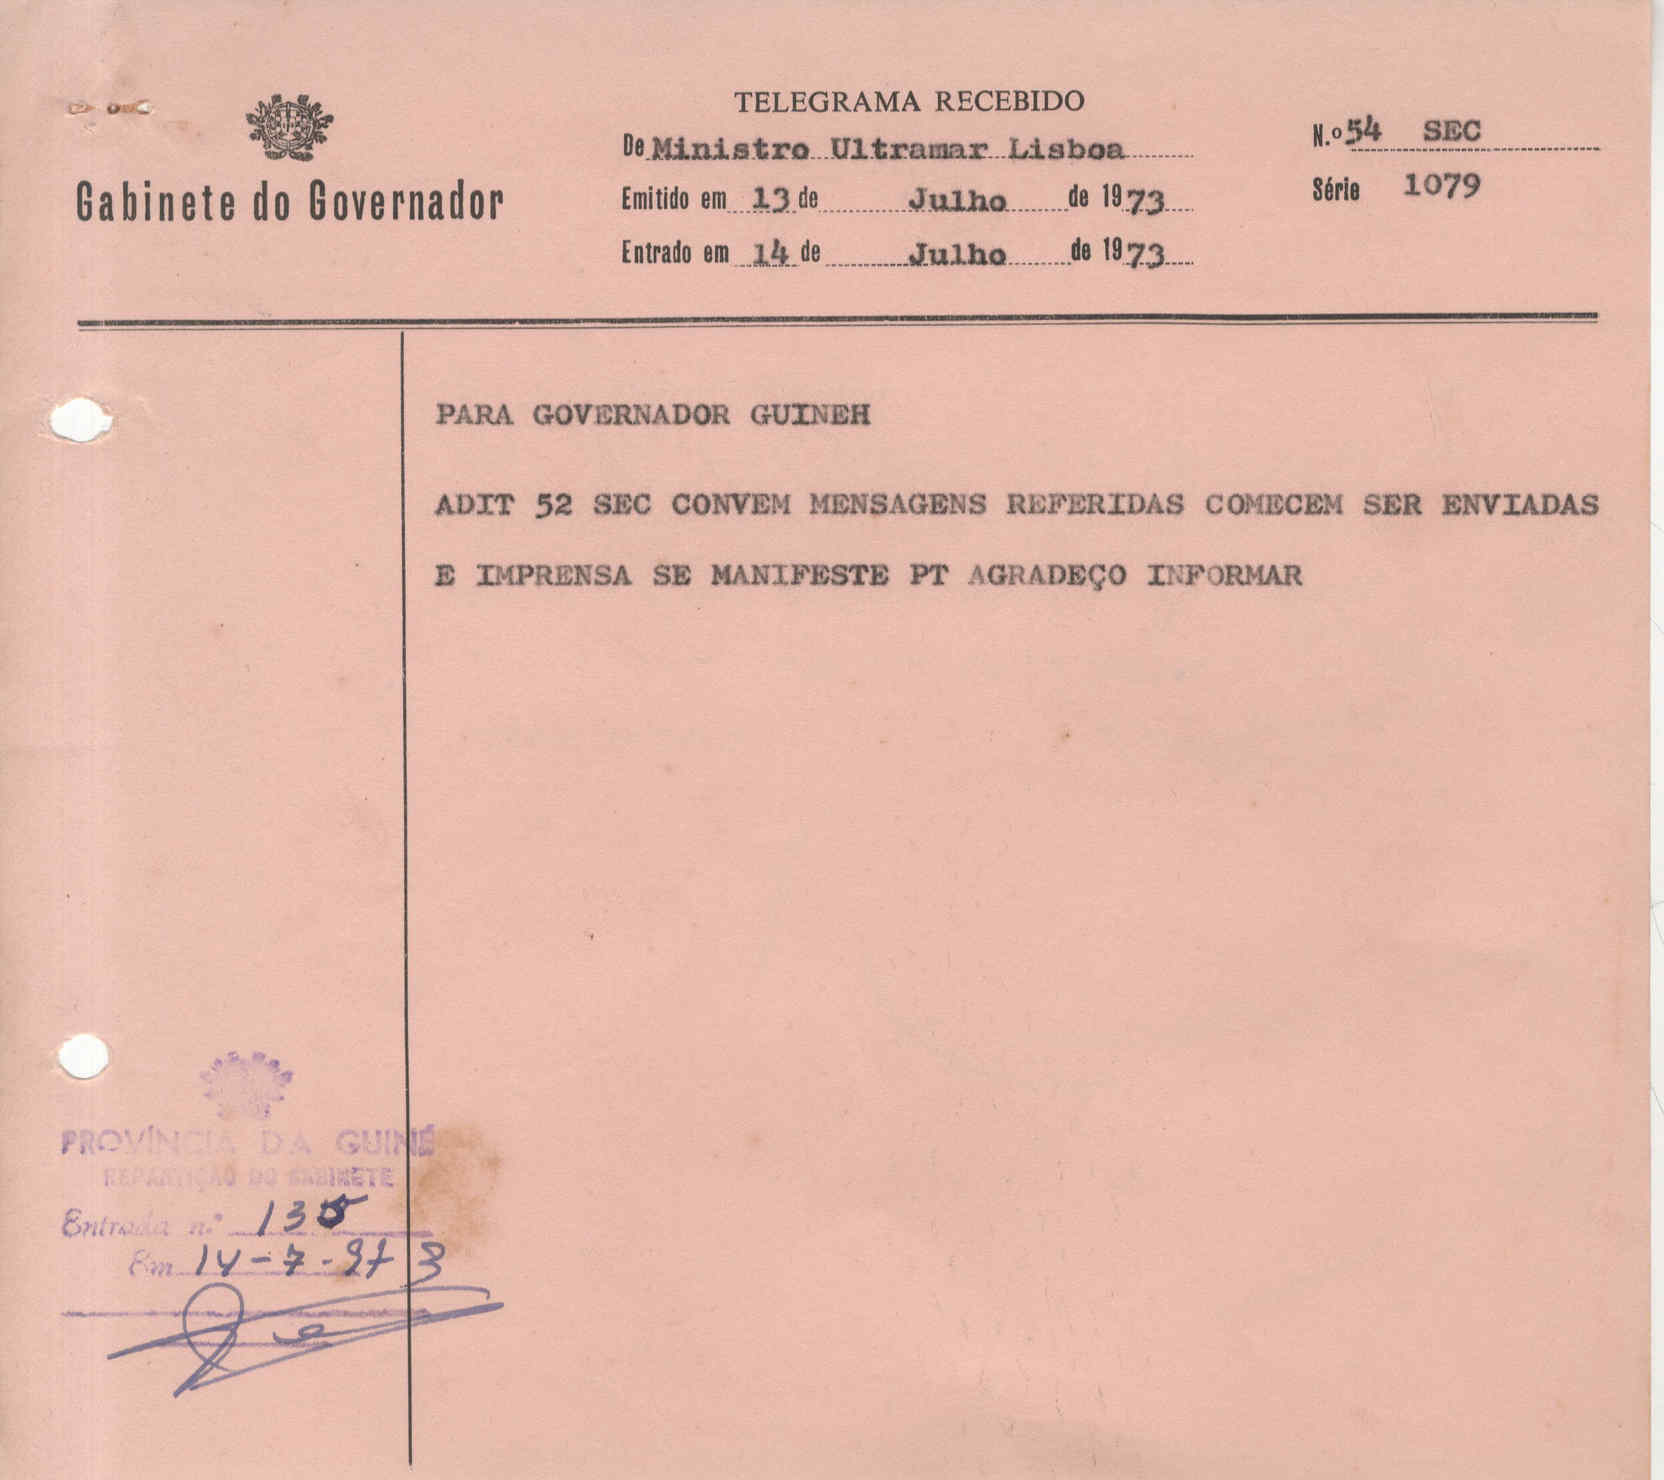 TELEGRAMA RECEBIDO
Gabinete do Governador
De Ministro Ultramar Lisboa
Emitido em 13 de Julho de 1973
Entrado em 14 de Julho de 1973
N.º 54 SEC
Série 1079
PARA GOVERNADOR GUINEH
ADIT 52 SEC CONVEM MENSAGENS REFERIDAS COMECEM SER ENVIADAS
E IMPRENSA SE MANIFESTE PT AGRADEÇO INFORMAR
PROVÍNCIA DA GUINÉ
REPARTIÇÃO DO GABINETE
Entrada n.º 135
Em 14-7-973